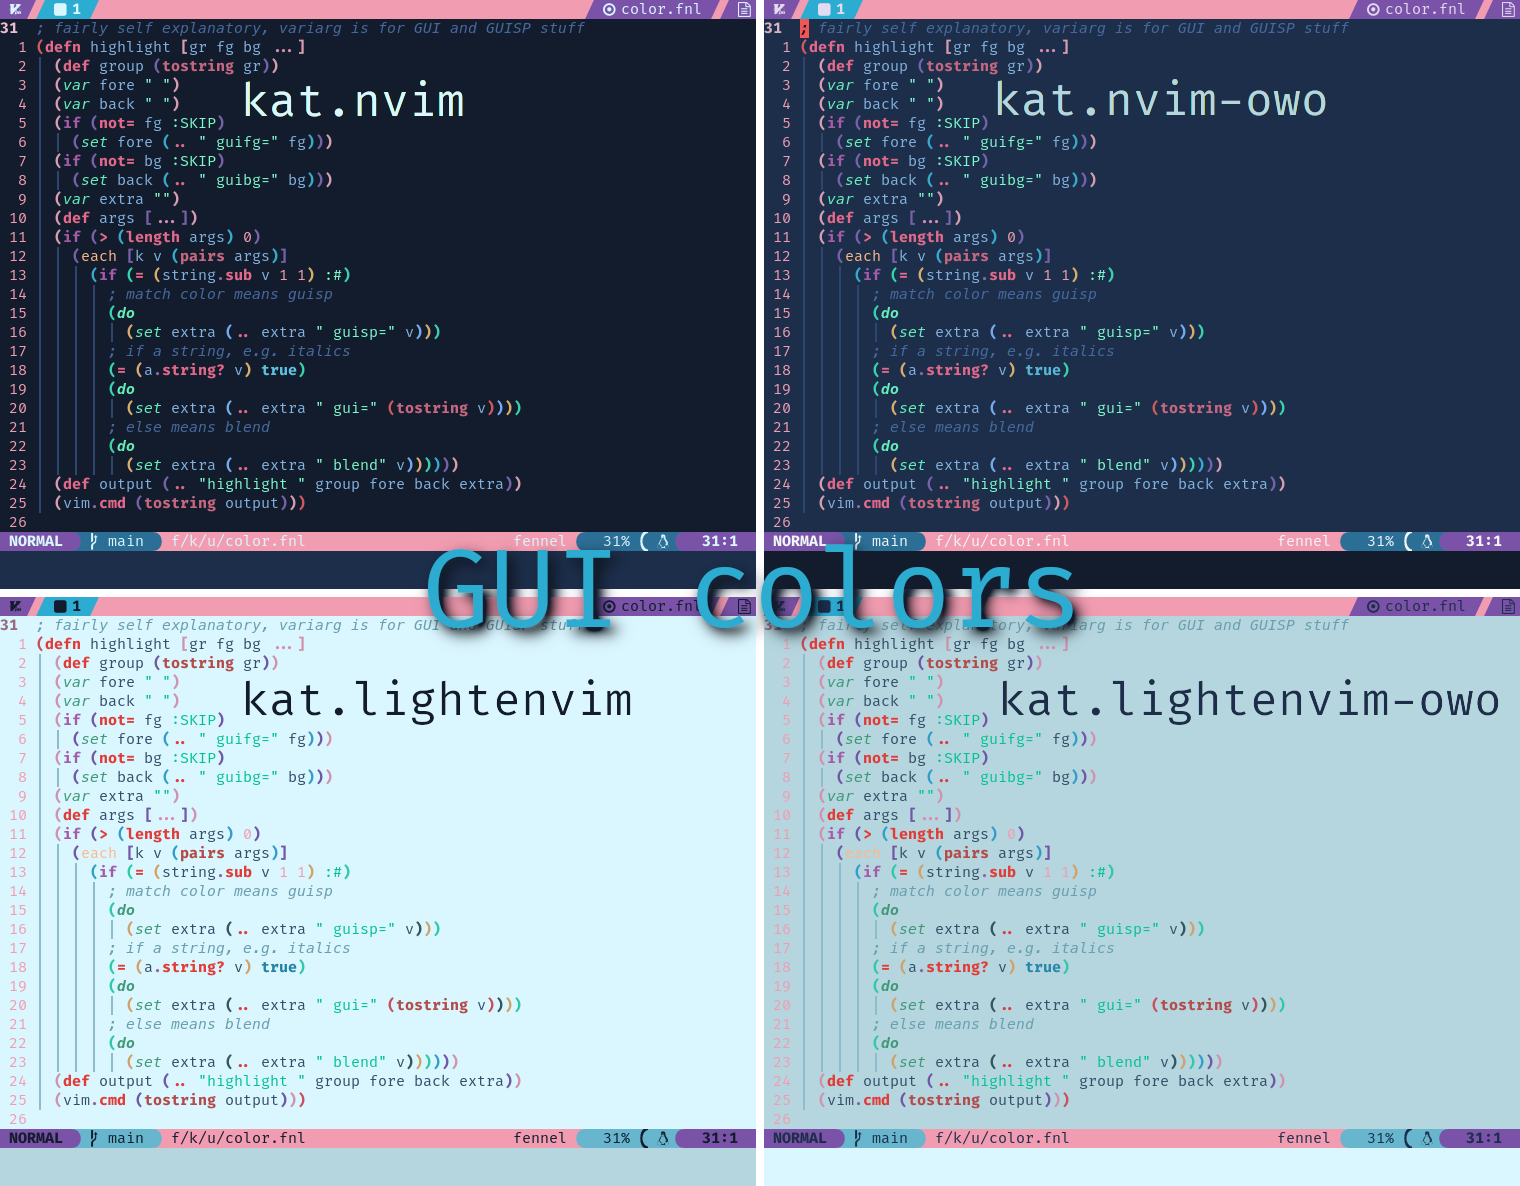 1 color.fnl
31 ; fairly self explanatory, variarg is for GUI and GUISP stuff
1 (defn highlight [gr fg bg ...]
2 (def group (tostring gr))
3 (var fore " ")
4 (var back " ")
5 (if (not= fg :SKIP)
6 (set fore (.. " guifg=" fg)))
7 (if (not= bg :SKIP)
8 (set back (.. " guibg=" bg)))
9 (var extra "")
10 (def args [...])
11 (if (> (length args) 0)
12 (each [k v (pairs args)]
13 (if (= (string.sub v 1 1) :#)
14 ; match color means guisp
15 (do
16 (set extra (.. extra " guisp=" v)))
17 ; if a string, e.g. italics
18 (= (a.string? v) true)
19 (do
20 (set extra (.. extra " gui=" (tostring v))))
21 ; else means blend
22 (do
23 (set extra (.. extra " blend" v))))))
24 (def output (.. "highlight " group fore back extra))
25 (vim.cmd (tostring output)))
26
NORMAL main f/k/u/color.fnl fennel 31% 31:1
kat.nvim
1 color.fnl
31 ; fairly self explanatory, variarg is for GUI and GUISP stuff
1 (defn highlight [gr fg bg ...]
2 (def group (tostring gr))
3 (var fore " ")
4 (var back " ")
5 (if (not= fg :SKIP)
6 (set fore (.. " guifg=" fg)))
7 (if (not= bg :SKIP)
8 (set back (.. " guibg=" bg)))
9 (var extra "")
10 (def args [...])
11 (if (> (length args) 0)
12 (each [k v (pairs args)]
13 (if (= (string.sub v 1 1) :#)
14 ; match color means guisp
15 (do
16 (set extra (.. extra " guisp=" v)))
17 ; if a string, e.g. italics
18 (= (a.string? v) true)
19 (do
20 (set extra (.. extra " gui=" (tostring v))))
21 ; else means blend
22 (do
23 (set extra (.. extra " blend" v))))))
24 (def output (.. "highlight " group fore back extra))
25 (vim.cmd (tostring output)))
26
NORMAL main f/k/u/color.fnl fennel 31% 31:1
kat.nvim-owo
GUI colors
1 color.fnl
31 ; fairly self explanatory, variarg is for GUI and GUISP stuff
1 (defn highlight [gr fg bg ...]
2 (def group (tostring gr))
3 (var fore " ")
4 (var back " ")
5 (if (not= fg :SKIP)
6 (set fore (.. " guifg=" fg)))
7 (if (not= bg :SKIP)
8 (set back (.. " guibg=" bg)))
9 (var extra "")
10 (def args [...])
11 (if (> (length args) 0)
12 (each [k v (pairs args)]
13 (if (= (string.sub v 1 1) :#)
14 ; match color means guisp
15 (do
16 (set extra (.. extra " guisp=" v)))
17 ; if a string, e.g. italics
18 (= (a.string? v) true)
19 (do
20 (set extra (.. extra " gui=" (tostring v))))
21 ; else means blend
22 (do
23 (set extra (.. extra " blend" v))))))
24 (def output (.. "highlight " group fore back extra))
25 (vim.cmd (tostring output)))
26
NORMAL main f/k/u/color.fnl fennel 31% 31:1
kat.lightenvim
1 color.fnl
31 ; fairly self explanatory, variarg is for GUI and GUISP stuff
1 (defn highlight [gr fg bg ...]
2 (def group (tostring gr))
3 (var fore " ")
4 (var back " ")
5 (if (not= fg :SKIP)
6 (set fore (.. " guifg=" fg)))
7 (if (not= bg :SKIP)
8 (set back (.. " guibg=" bg)))
9 (var extra "")
10 (def args [...])
11 (if (> (length args) 0)
12 (each [k v (pairs args)]
13 (if (= (string.sub v 1 1) :#)
14 ; match color means guisp
15 (do
16 (set extra (.. extra " guisp=" v)))
17 ; if a string, e.g. italics
18 (= (a.string? v) true)
19 (do
20 (set extra (.. extra " gui=" (tostring v))))
21 ; else means blend
22 (do
23 (set extra (.. extra " blend" v))))))
24 (def output (.. "highlight " group fore back extra))
25 (vim.cmd (tostring output)))
26
NORMAL main f/k/u/color.fnl fennel 31% 31:1
kat.lightenvim-owo